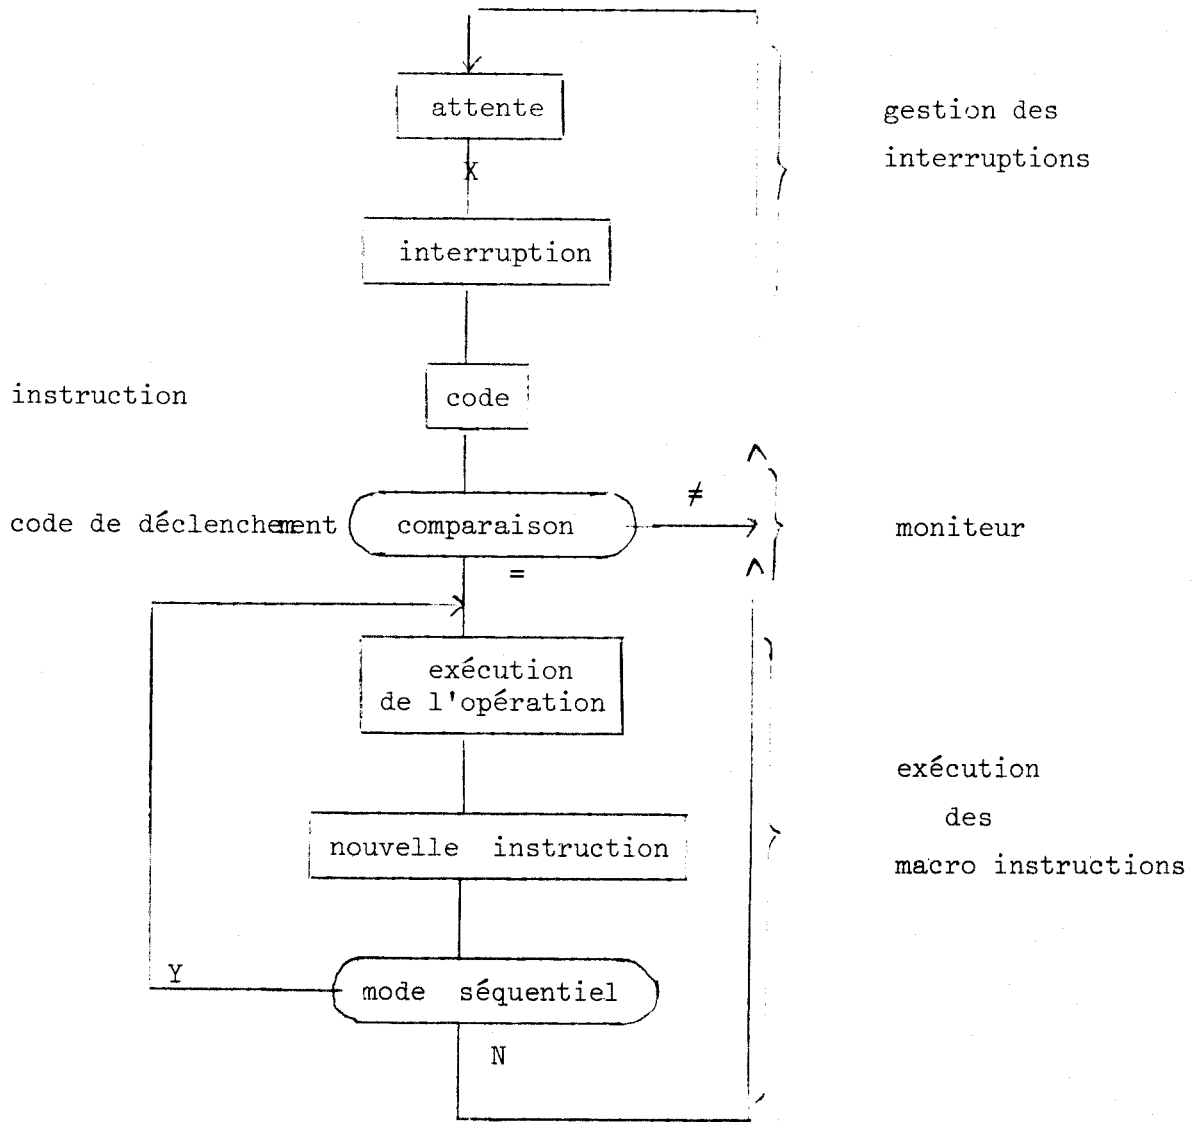 attente
gestion des
interruptions
X
interruption
instruction
code
≠
code de déclenchement
comparaison
moniteur
=
exécution
de l'opération
exécution
des
macro instructions
nouvelle instruction
Y
mode séquentiel
N